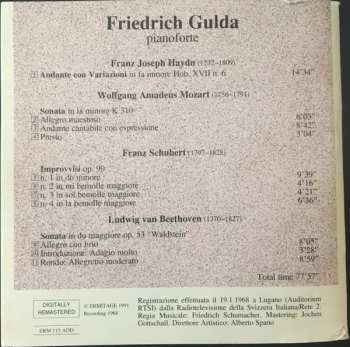 Friedrich Gulda
pianoforte
Franz Joseph Haydn (1732-1809)
1 Andante con Variazioni in fa minore Hob. XVII n. 6 14'34"
Wolfgang Amadeus Mozart (1756-1791)
Sonata in la minore K 310
2 Allegro maestoso 6'05"
3 Andante cantabile con espressione 8'42"
4 Presto 3'04"
Franz Schubert (1797-1828)
Improvvisi op. 90
5 n. 1 in do minore 9'39"
6 n. 2 in mi bemolle maggiore 4'16"
7 n. 3 in sol bemolle maggiore 4'21"
8 n. 4 in la bemolle maggiore 6'36"
Ludwig van Beethoven (1770-1827)
Sonata in do maggiore op. 53 "Waldstein"
9 Allegro con brio 8'05"
Introduzione: Adagio molto 3'28"
Rondo: Allegretto moderato 8'59"
Total time 77'57"
DIGITALLY
REMASTERED
ERM 115 ADD
© ERMITAGE 1991
Recording 1968
Registrazione effettuata il 19.1.1968 a Lugano (Auditorium
RTSI) dalla Radiotelevisione della Svizzera Italiana/Rete 2.
Regia Musicale: Friedrich Schumacher. Mastering: Jochen
Gottschall. Direttore Artistico: Alberto Spano